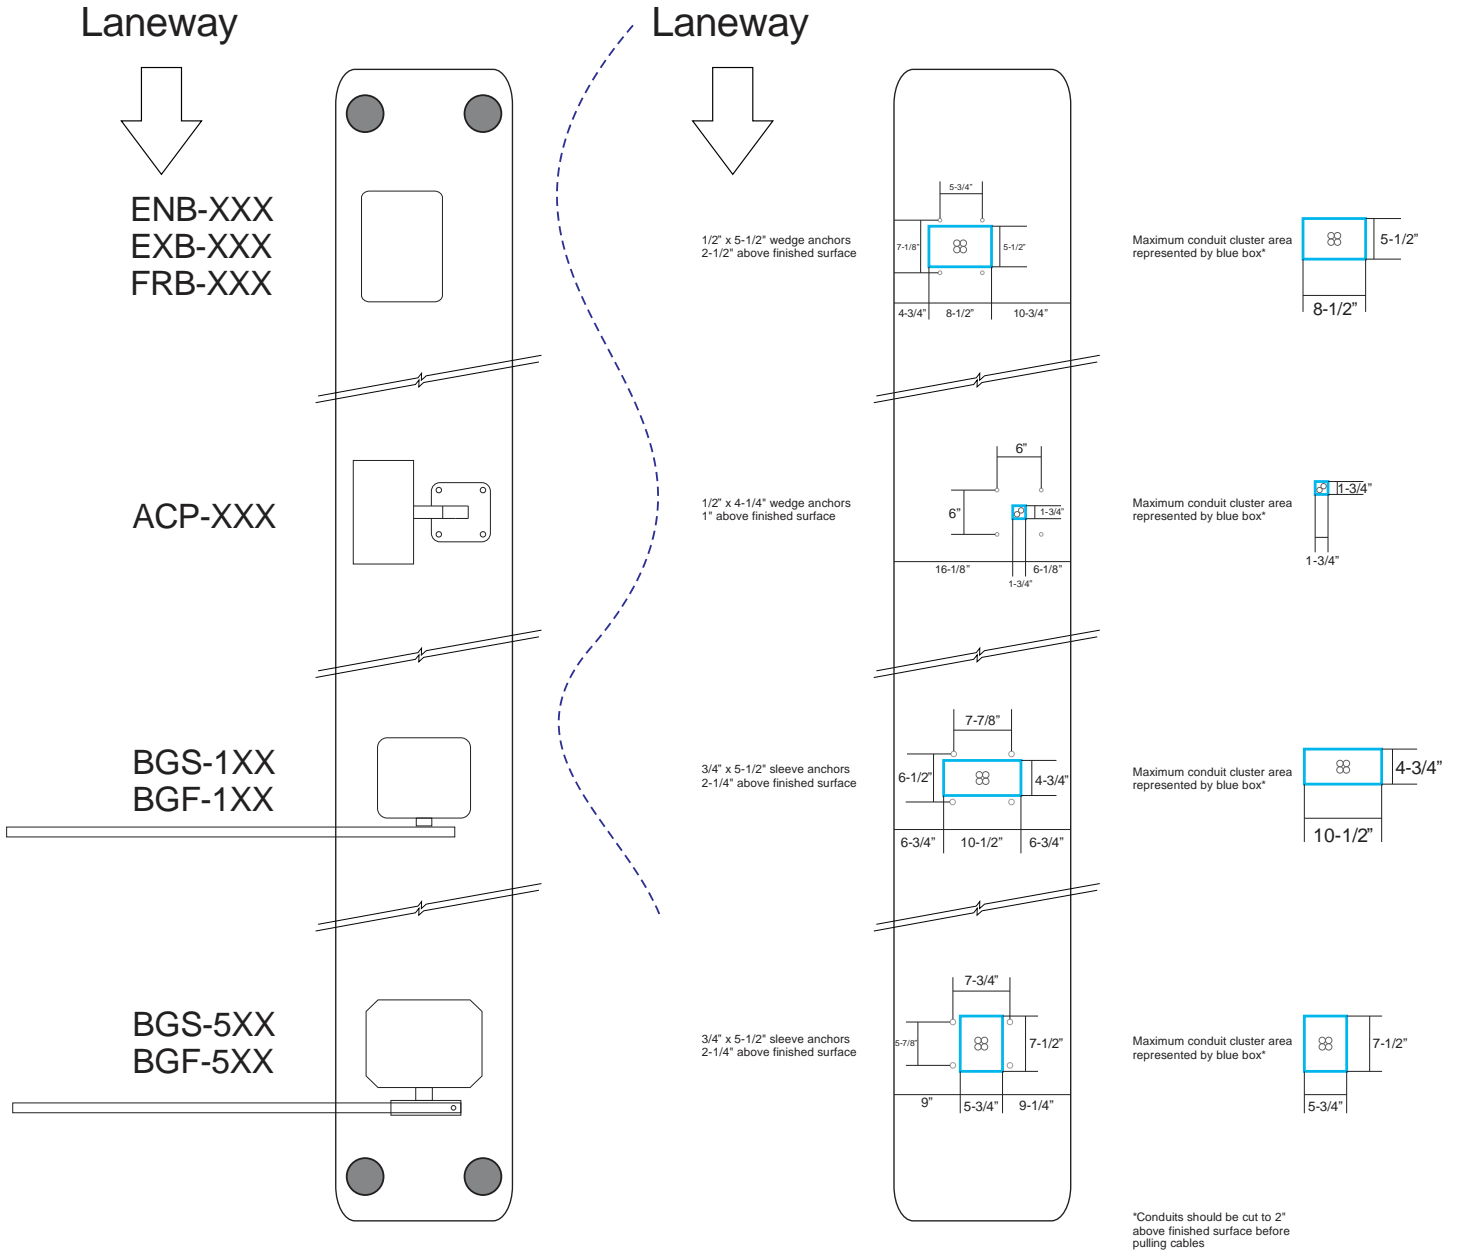 Laneway
Laneway
ENB-XXX
EXB-XXX
FRB-XXX
1/2" x 5-1/2" wedge anchors
2-1/2" above finished surface
5-3/4”
7-1/8”
5-1/2”
4-3/4”
8-1/2”
10-3/4”
Maximum conduit cluster area
represented by blue box*
5-1/2”
8-1/2”
ACP-XXX
1/2" x 4-1/4" wedge anchors
1" above finished surface
6”
6”
1-3/4”
16-1/8”
6-1/8”
1-3/4”
Maximum conduit cluster area
represented by blue box*
1-3/4”
1-3/4”
BGS-1XX
BGF-1XX
3/4" x 5-1/2" sleeve anchors
2-1/4" above finished surface
7-7/8”
6-1/2”
4-3/4”
6-3/4”
10-1/2”
6-3/4”
Maximum conduit cluster area
represented by blue box*
4-3/4”
10-1/2”
BGS-5XX
BGF-5XX
3/4" x 5-1/2" sleeve anchors
2-1/4" above finished surface
7-3/4”
5-7/8”
7-1/2”
9”
5-3/4”
9-1/4”
Maximum conduit cluster area
represented by blue box*
7-1/2”
5-3/4”
*Conduits should be cut to 2"
above finished surface before
pulling cables